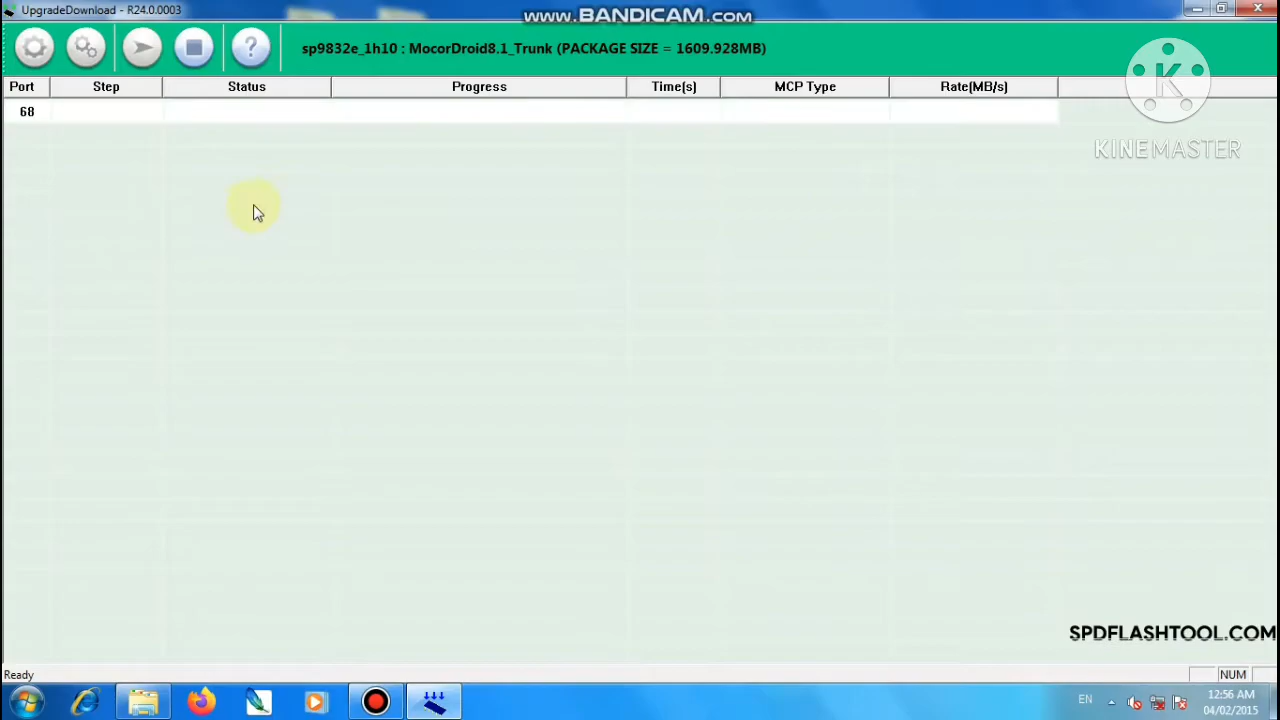 UpgradeDownload - R24.0.0003
www.BANDICAM.com
sp9832e_1h10 : MocorDroid8.1_Trunk (PACKAGE SIZE = 1609.928MB)
Port Step Status Progress Time(s) MCP Type Rate(MB/s)
68
KINEMASTER
SPDFLASHTOOL.COM
Ready
NUM
EN
12:56 AM
04/02/2015